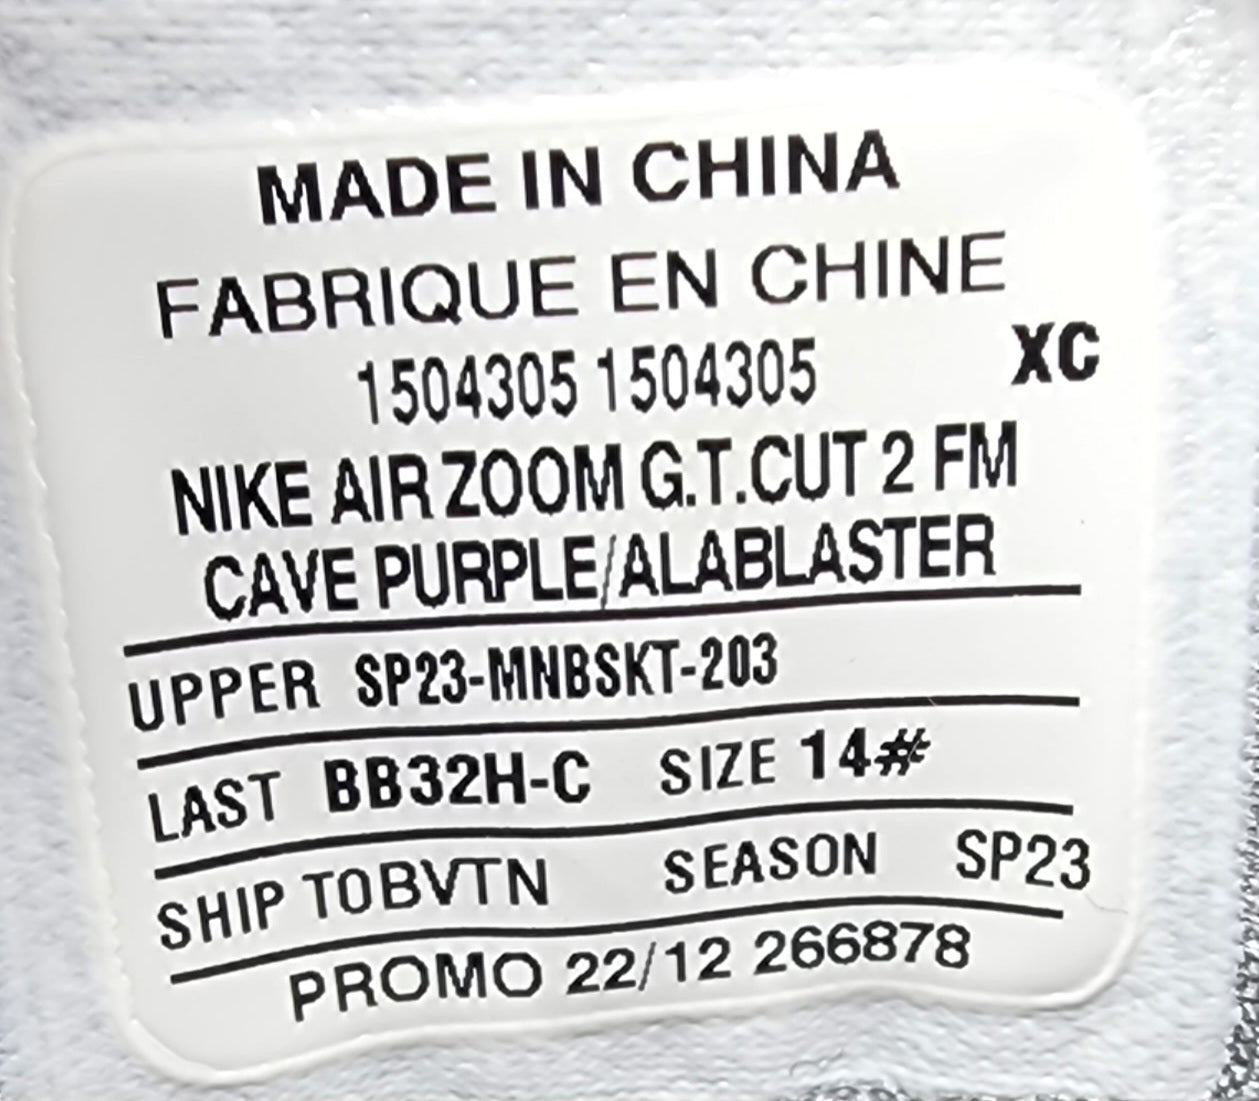 MADE IN CHINA
FABRIQUE EN CHINE
1504305 1504305 XC
NIKE AIR ZOOM G.T.CUT 2 FM
CAVE PURPLE/ALABLASTER
UPPER SP23-MNBSKT-203
LAST BB32H-C SIZE 14#
SHIP TOBVTN SEASON SP23
PROMO 22/12 266878